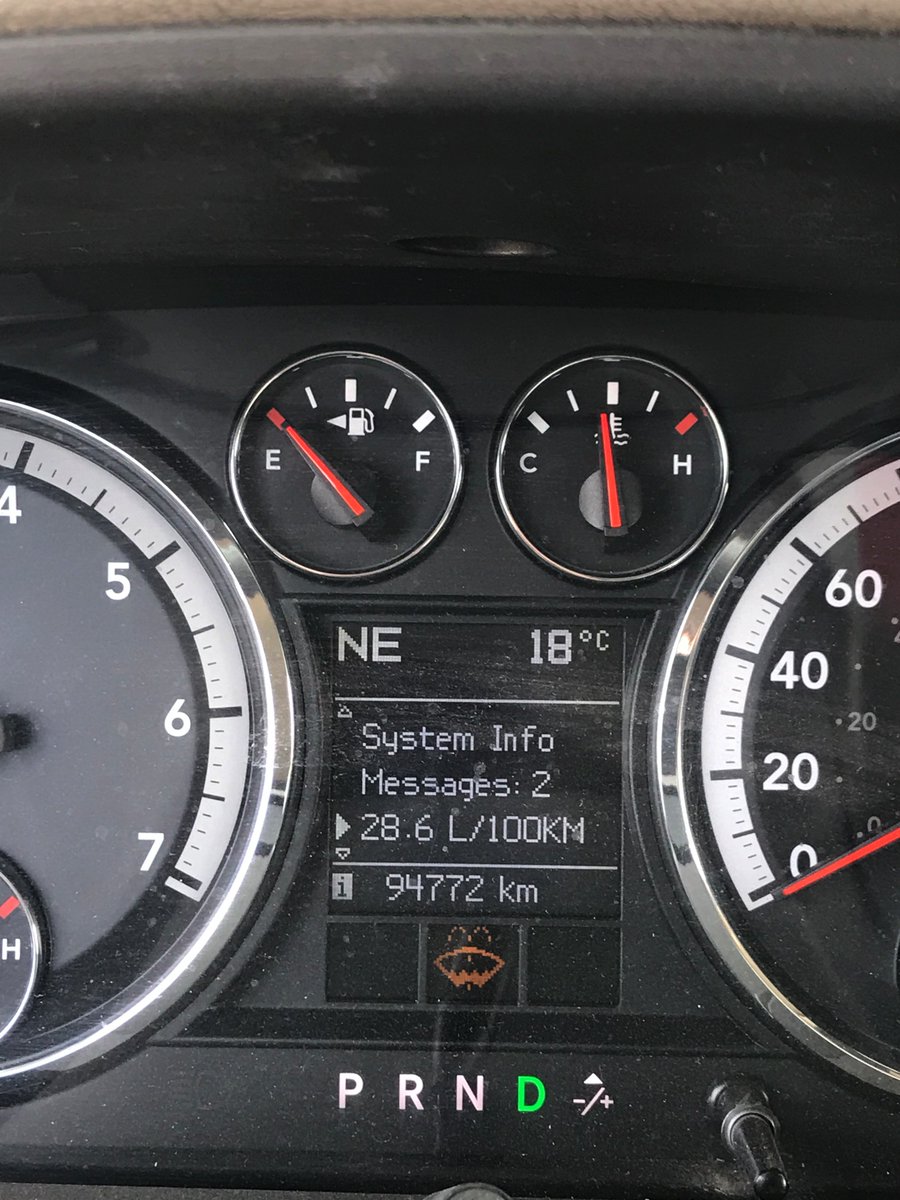 E F
C H
4
5
6
7
H
60
40
20
20
0
0
NE 18°C
System Info
Messages: 2
28.6 L/100KM
i 94772 km
P R N D -/+